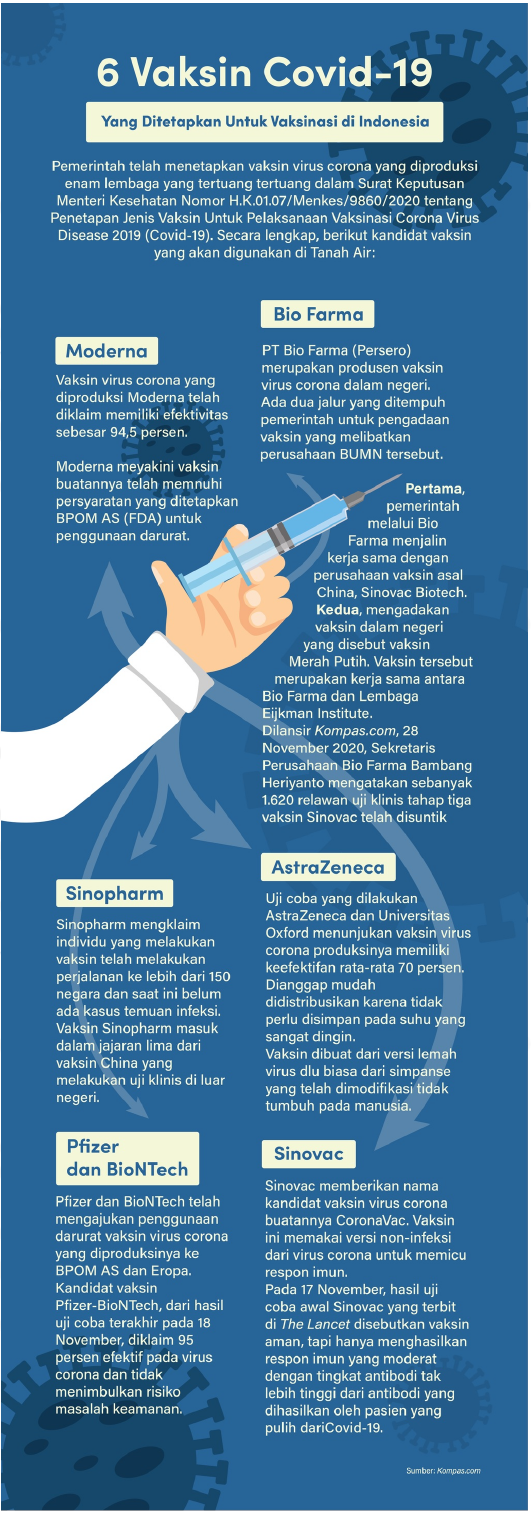 6 Vaksin Covid-19
Yang Ditetapkan Untuk Vaksinasi di Indonesia
Pemerintah telah menetapkan vaksin virus corona yang diproduksi
enam lembaga yang tertuang tertuang dalam Surat Keputusan
Menteri Kesehatan Nomor H.K.01.07/Menkes/9860/2020 tentang
Penetapan Jenis Vaksin Untuk Pelaksanaan Vaksinasi Corona Virus
Disease 2019 (Covid-19). Secara lengkap, berikut kandidat vaksin
yang akan digunakan di Tanah Air:
Moderna
Vaksin virus corona yang
diproduksi Moderna telah
diklaim memiliki efektivitas
sebesar 94,5 persen.
Moderna meyakini vaksin
buatannya telah memnuhi
persyaratan yang ditetapkan
BPOM AS (FDA) untuk
penggunaan darurat.
Bio Farma
PT Bio Farma (Persero)
merupakan produsen vaksin
virus corona dalam negeri.
Ada dua jalur yang ditempuh
pemerintah untuk pengadaan
vaksin yang melibatkan
perusahaan BUMN tersebut.
Pertama,
pemerintah
melalui Bio
Farma menjalin
kerja sama dengan
perusahaan vaksin asal
China, Sinovac Biotech.
Kedua, mengadakan
vaksin dalam negeri
yang disebut vaksin
Merah Putih. Vaksin tersebut
merupakan kerja sama antara
Bio Farma dan Lembaga
Eijkman Institute.
Dilansir Kompas.com, 28
November 2020, Sekretaris
Perusahaan Bio Farma Bambang
Heriyanto mengatakan sebanyak
1.620 relawan uji klinis tahap tiga
vaksin Sinovac telah disuntik
Sinopharm
Sinopharm mengklaim
individu yang melakukan
vaksin telah melakukan
perjalanan ke lebih dari 150
negara dan saat ini belum
ada kasus temuan infeksi.
Vaksin Sinopharm masuk
dalam jajaran lima dari
vaksin China yang
melakukan uji klinis di luar
negeri.
AstraZeneca
Uji coba yang dilakukan
AstraZeneca dan Universitas
Oxford menunjukan vaksin virus
corona produksinya memiliki
keefektifan rata-rata 70 persen.
Dianggap mudah
didistribusikan karena tidak
perlu disimpan pada suhu yang
sangat dingin.
Vaksin dibuat dari versi lemah
virus dlu biasa dari simpanse
yang telah dimodifikasi tidak
tumbuh pada manusia.
Pfizer
dan BioNTech
Pfizer dan BioNTech telah
mengajukan penggunaan
darurat vaksin virus corona
yang diproduksinya ke
BPOM AS dan Eropa.
Kandidat vaksin
Pfizer-BioNTech, dari hasil
uji coba terakhir pada 18
November, diklaim 95
persen efektif pada virus
corona dan tidak
menimbulkan risiko
masalah keamanan.
Sinovac
Sinovac memberikan nama
kandidat vaksin virus corona
buatannya CoronaVac. Vaksin
ini memakai versi non-infeksi
dari virus corona untuk memicu
respon imun.
Pada 17 November, hasil uji
coba awal Sinovac yang terbit
di The Lancet disebutkan vaksin
aman, tapi hanya menghasilkan
respon imun yang moderat
dengan tingkat antibodi tak
lebih tinggi dari antibodi yang
dihasilkan oleh pasien yang
pulih dariCovid-19.
Sumber: Kompas.com